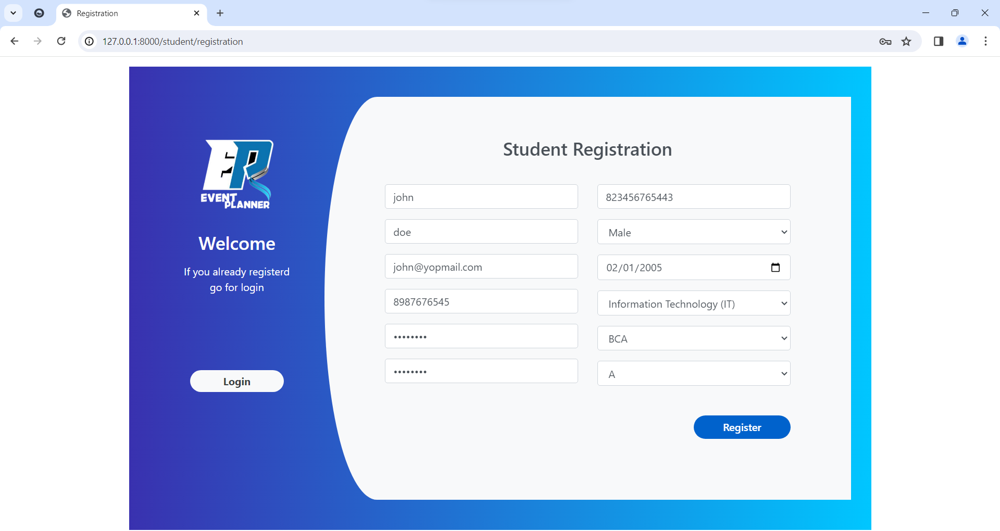 Registration
127.0.0.1:8000/student/registration
EVENT
PLANNER
Welcome
If you already registerd
go for login
Login
Student Registration
john
823456765443
doe
Male
john@yopmail.com
02/01/2005
8987676545
Information Technology (IT)
••••••••
BCA
••••••••
A
Register